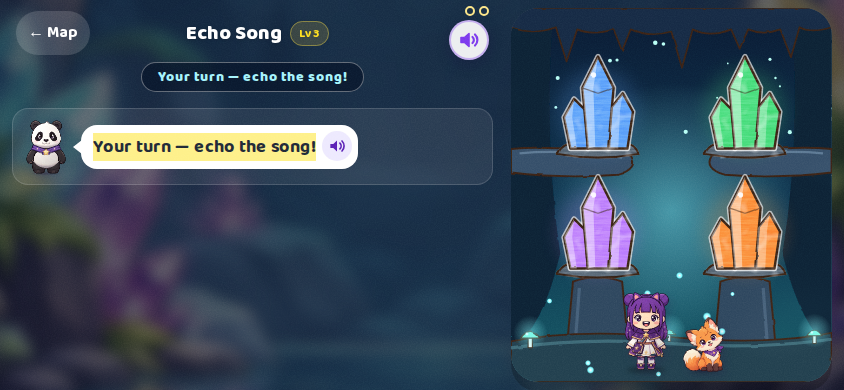 ← Map
Echo Song
Lv 3
Your turn — echo the song!
Your turn — echo the song!